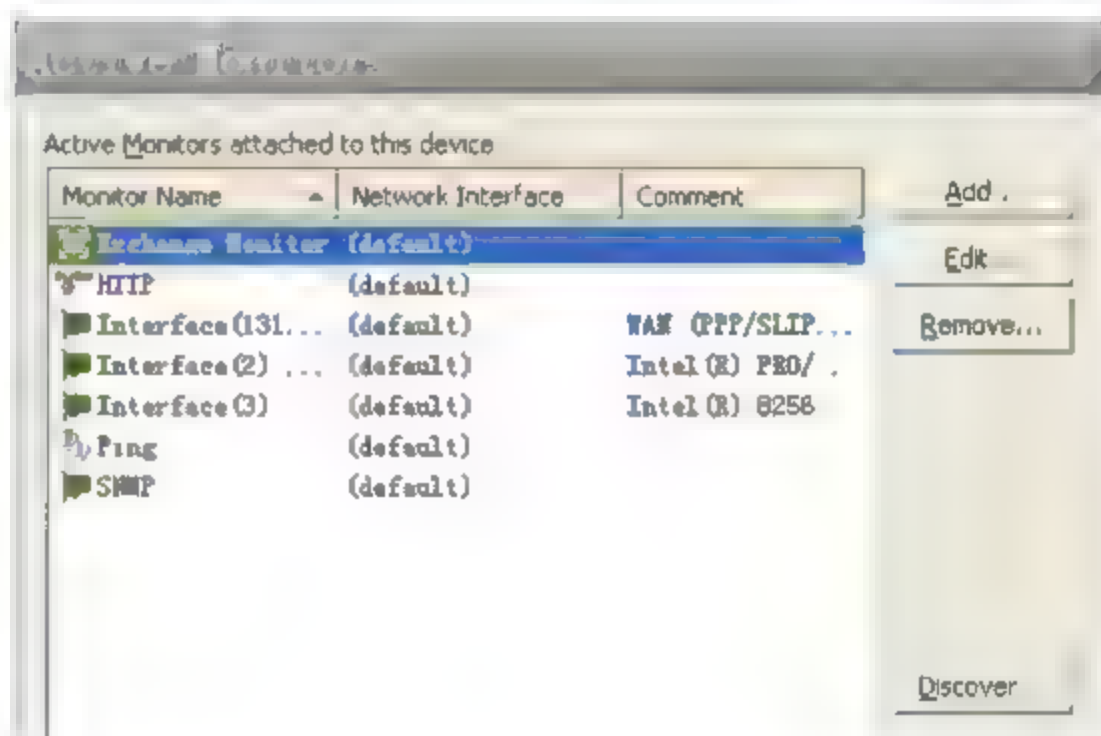 Active Monitors attached to this device
Monitor Name Network Interface Comment
Add .
Exchange Monitor (default)
Edit
HTTP (default)
Interface(131... (default) WAN (PPP/SLIP...
Remove...
Interface(2) ... (default) Intel(R) PRO/ .
Interface(3) (default) Intel(R) 8258
Ping (default)
SNMP (default)
Discover